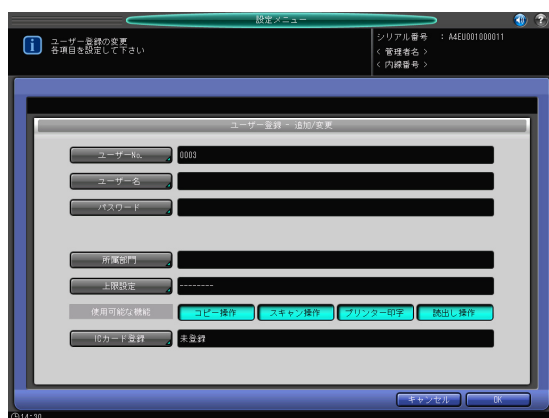 設定メニュー
ユーザー登録の変更
各項目を設定して下さい
シリアル番号 : A4EU001000011
< 管理者名 >
< 内線番号 >
ユーザー登録 - 追加/変更
ユーザーNo. 0003
ユーザー名
パスワード
所属部門
上限設定 --------
使用可能な機能 コピー操作 スキャン操作 プリンター印字 読出し操作
ICカード登録 未登録
キャンセル OK
14:30